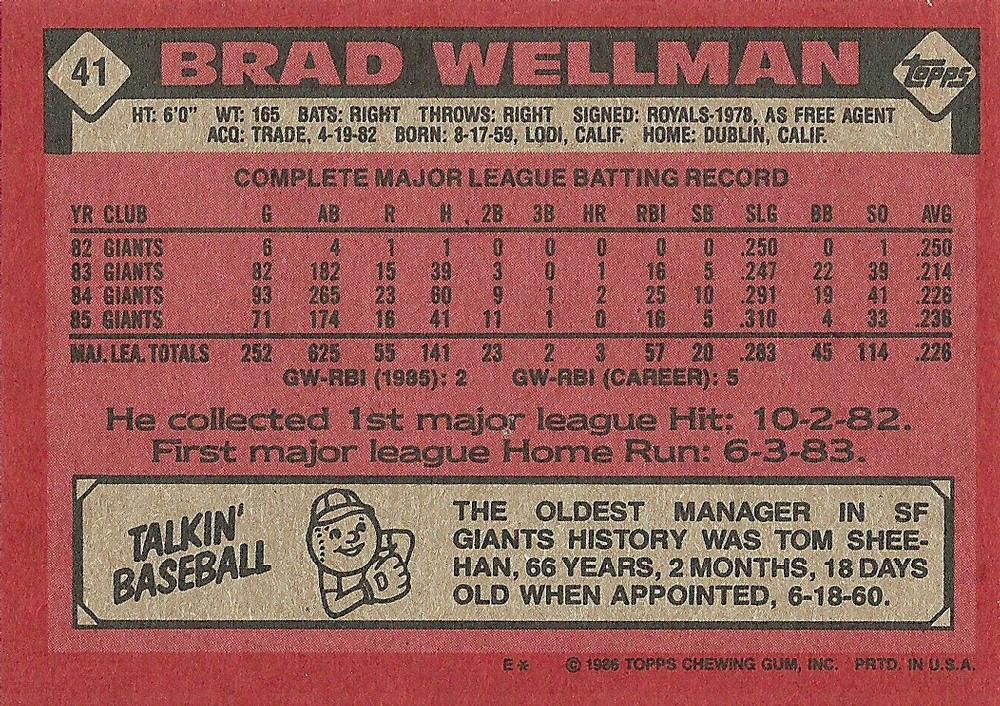 41 BRAD WELLMAN topps
HT: 6'0" WT: 165 BATS: RIGHT THROWS: RIGHT SIGNED: ROYALS-1978, AS FREE AGENT
ACQ: TRADE, 4-19-82 BORN: 8-17-59, LODI, CALIF. HOME: DUBLIN, CALIF.
COMPLETE MAJOR LEAGUE BATTING RECORD
YR CLUB G AB R H 2B 3B HR RBI SB SLG BB SO AVG
82 GIANTS 6 4 1 1 0 0 0 0 0 .250 0 1 .250
83 GIANTS 82 182 15 39 3 0 1 16 5 .247 22 39 .214
84 GIANTS 93 265 23 60 9 1 2 25 10 .291 19 41 .226
85 GIANTS 71 174 16 41 11 1 0 16 5 .310 4 33 .236
MAJ. LEA. TOTALS 252 625 55 141 23 2 3 57 20 .283 45 114 .226
GW-RBI (1985): 2 GW-RBI (CAREER): 5
He collected 1st major league Hit: 10-2-82.
First major league Home Run: 6-3-83.
TALKIN'
BASEBALL
THE OLDEST MANAGER IN SF
GIANTS HISTORY WAS TOM SHEE-
HAN, 66 YEARS, 2 MONTHS, 18 DAYS
OLD WHEN APPOINTED, 6-18-60.
E* © 1986 TOPPS CHEWING GUM, INC. PRTD. IN U.S.A.